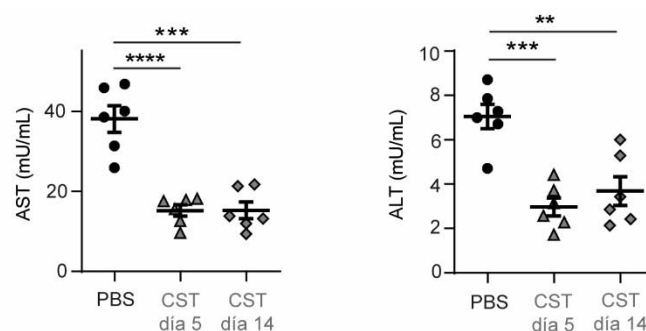 ***
****
40
20
0
AST (mU/mL)
PBS
CST
día 5
CST
día 14
**
***
10
8
6
4
2
0
ALT (mU/mL)
PBS
CST
día 5
CST
día 14